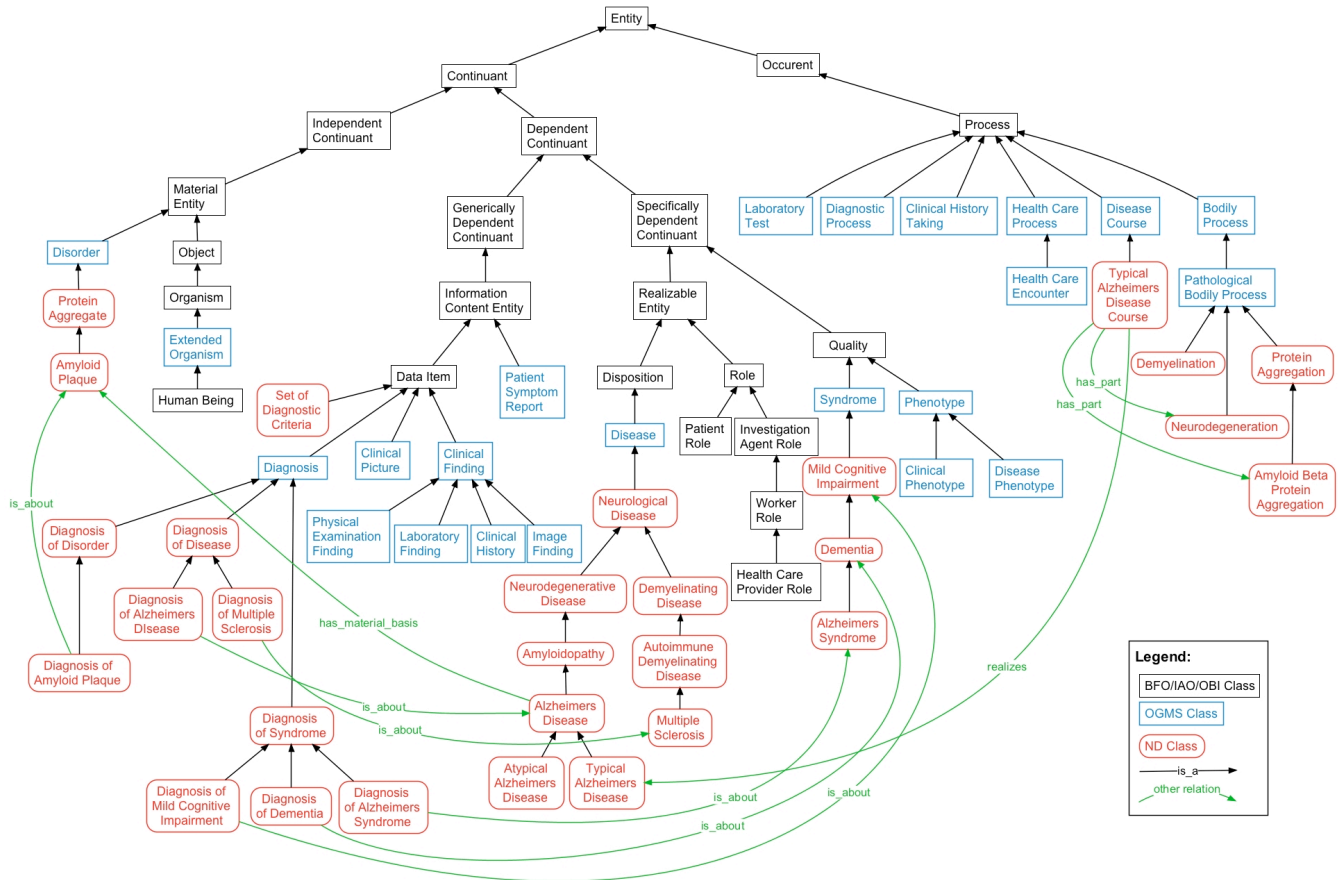 Entity
Occurent
Continuant
Independent
Continuant
Dependent
Continuant
Process
Material
Entity
Generically
Dependent
Continuant
Specifically
Dependent
Continuant
Laboratory
Test
Diagnostic
Process
Clinical History
Taking
Health Care
Process
Disease
Course
Bodily
Process
Disorder
Object
Protein
Aggregate
Organism
Information
Content Entity
Realizable
Entity
Health Care
Encounter
Typical
Alzheimers
Disease
Course
Pathological
Bodily Process
Extended
Organism
Quality
Amyloid
Plaque
Human Being
Set of
Diagnostic
Criteria
Data Item
Patient
Symptom
Report
Disposition
Role
Syndrome
Phenotype
Demyelination
Protein
Aggregation
has_part
has_part
Neurodegeneration
Diagnosis
Clinical
Picture
Clinical
Finding
Disease
Patient
Role
Investigation
Agent Role
Mild Cognitive
Impairment
Clinical
Phenotype
Disease
Phenotype
Amyloid Beta
Protein
Aggregation
is_about
Diagnosis
of Disorder
Diagnosis
of Disease
Physical
Examination
Finding
Laboratory
Finding
Clinical
History
Image
Finding
Neurological
Disease
Worker
Role
Dementia
Diagnosis
of Alzheimers
DIsease
Diagnosis
of Multiple
Sclerosis
has_material_basis
Neurodegenerative
Disease
Demyelinating
Disease
Health Care
Provider Role
Alzheimers
Syndrome
Diagnosis of
Amyloid Plaque
Amyloidopathy
Autoimmune
Demyelinating
Disease
realizes
is_about
is_about
Diagnosis
of Syndrome
Alzheimers
Disease
Multiple
Sclerosis
Diagnosis of
Mild Cognitive
Impairment
Diagnosis
of Dementia
Diagnosis
of Alzheimers
Syndrome
Atypical
Alzheimers
Disease
Typical
Alzheimers
Disease
is_about
is_about
is_about
Legend:
BFO/IAO/OBI Class
OGMS Class
ND Class
is_a
other relation